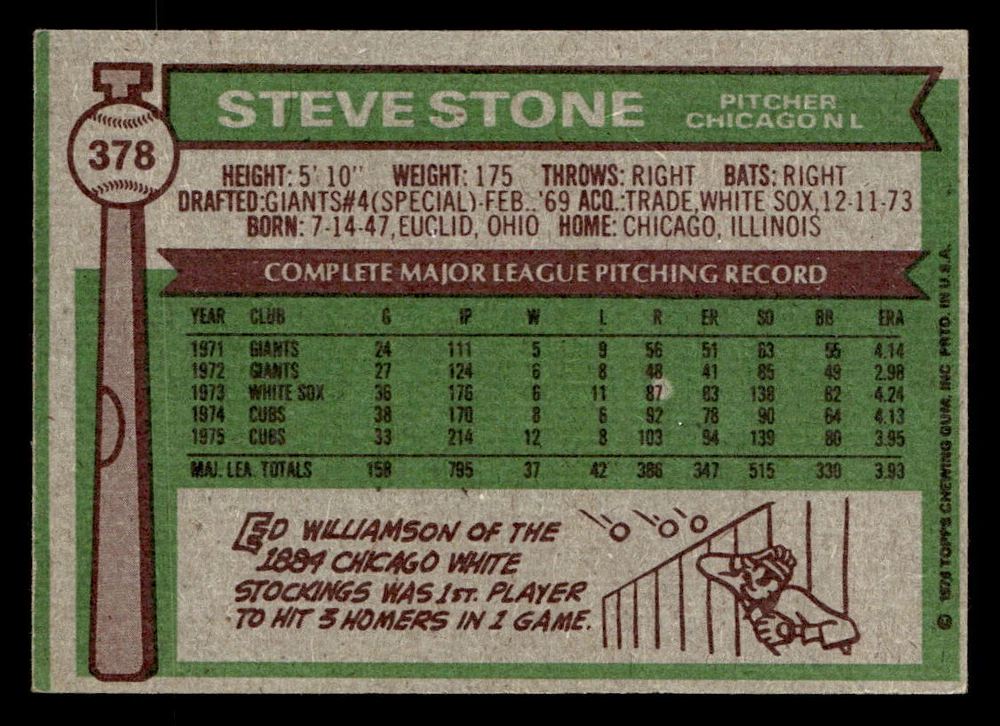 378
STEVE STONE
PITCHER
CHICAGO N L
HEIGHT: 5' 10" WEIGHT: 175 THROWS: RIGHT BATS: RIGHT
DRAFTED:GIANTS#4(SPECIAL)-FEB..'69 ACQ.:TRADE,WHITE SOX,12-11-73
BORN: 7-14-47,EUCLID, OHIO HOME: CHICAGO, ILLINOIS
COMPLETE MAJOR LEAGUE PITCHING RECORD
YEAR CLUB G IP W L R ER SO BB ERA
1971 GIANTS 24 111 5 9 56 51 63 55 4.14
1972 GIANTS 27 124 6 8 48 41 85 49 2.98
1973 WHITE SOX 36 176 6 11 87 83 138 82 4.24
1974 CUBS 38 170 8 6 92 78 90 64 4.13
1975 CUBS 33 214 12 8 103 94 139 80 3.95
MAJ. LEA. TOTALS 158 795 37 42 386 347 515 330 3.93
ED WILLIAMSON OF THE
1884 CHICAGO WHITE
STOCKINGS WAS 1ST. PLAYER
TO HIT 3 HOMERS IN 1 GAME.
© 1976 TOPPS CHEWING GUM, INC PRTD. IN U.S.A.